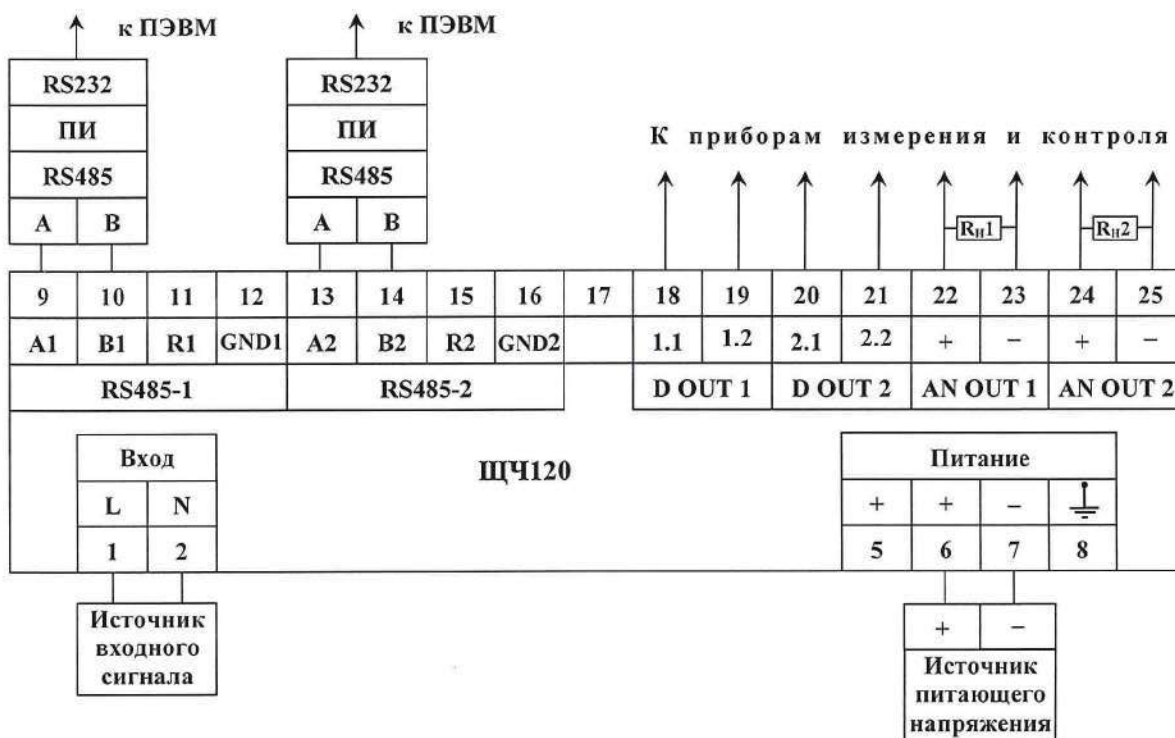 к ПЭВМ к ПЭВМ
RS232 RS232
ПИ ПИ
К приборам измерения и контроля
RS485 RS485
A B A B
Rн1 Rн2
9 10 11 12 13 14 15 16 17 18 19 20 21 22 23 24 25
A1 B1 R1 GND1 A2 B2 R2 GND2 1.1 1.2 2.1 2.2 + − + −
RS485-1 RS485-2 D OUT 1 D OUT 2 AN OUT 1 AN OUT 2
Вход ЩЧ120 Питание
L N + + −
1 2 5 6 7 8
Источник
входного
сигнала
+ −
Источник
питающего
напряжения